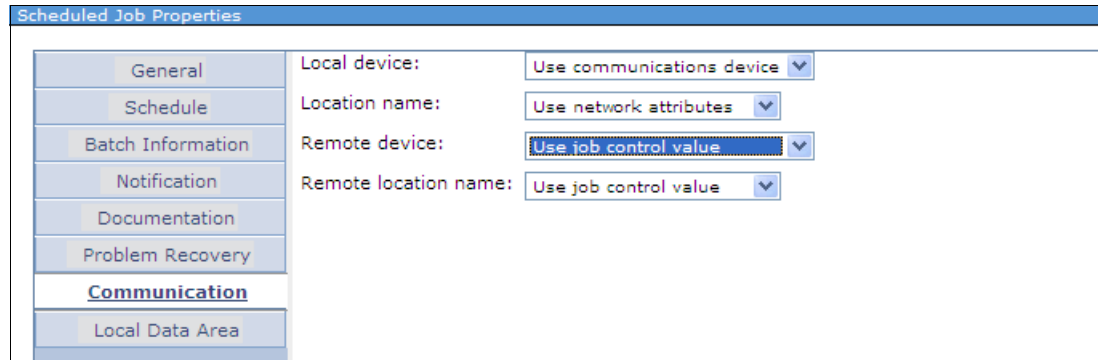 Scheduled Job Properties
General
Schedule
Batch Information
Notification
Documentation
Problem Recovery
Communication
Local Data Area
Local device: Use communications device
Location name: Use network attributes
Remote device: Use job control value
Remote location name: Use job control value